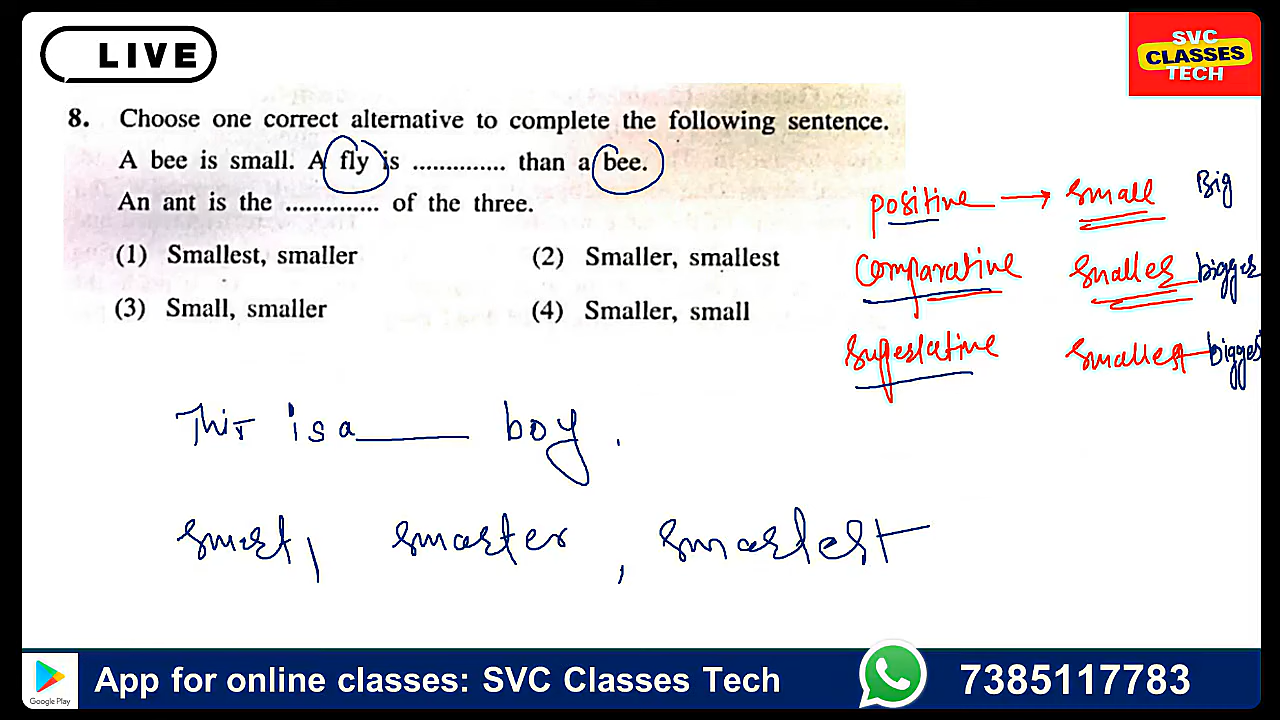 LIVE
SVC
CLASSES
TECH
8. Choose one correct alternative to complete the following sentence.
A bee is small. A fly is .............. than a bee.
An ant is the .............. of the three.
(1) Smallest, smaller (2) Smaller, smallest
(3) Small, smaller (4) Smaller, small
positive → small Big
Comparative smaller bigger
Superlative smallest bigges
This is a ____ boy.
smart, smarter, smartest
Google Play
App for online classes: SVC Classes Tech
7385117783